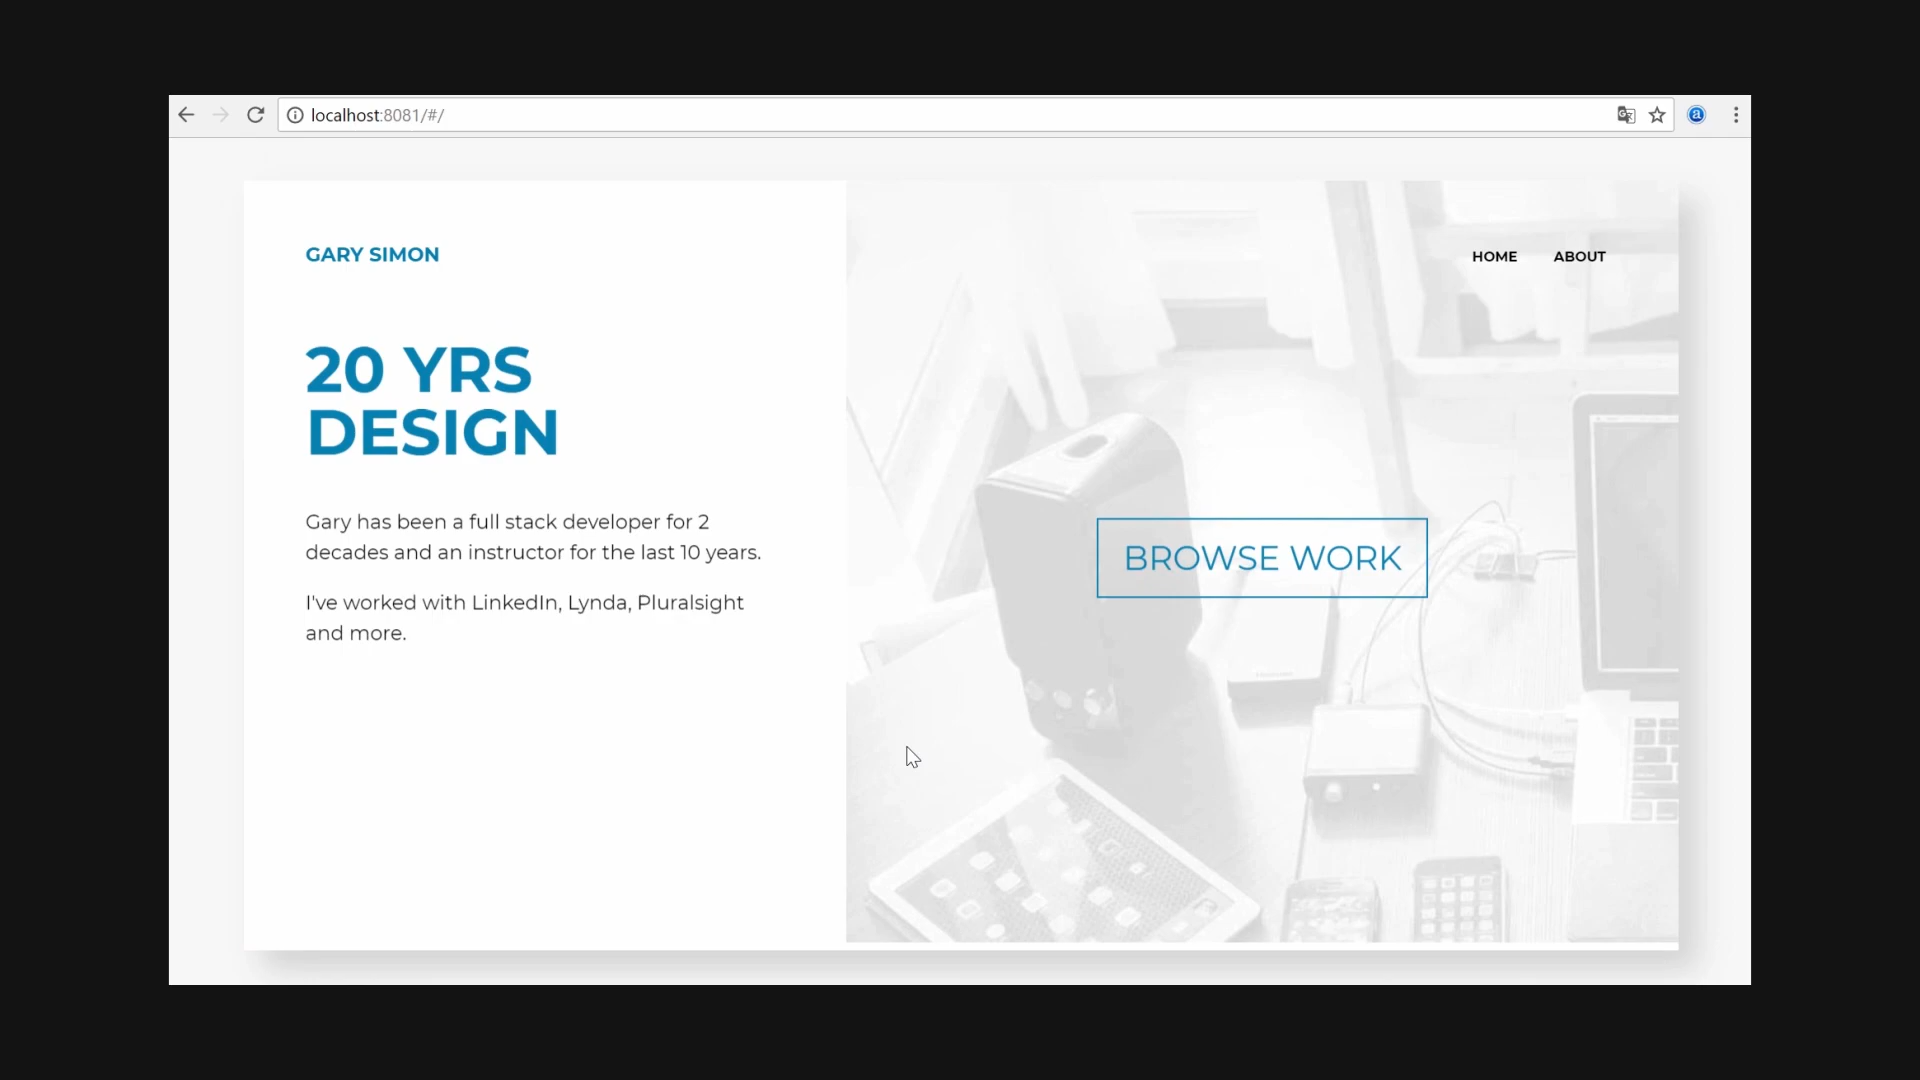 localhost:8081/#/
GARY SIMON
HOME ABOUT
20 YRS
DESIGN
Gary has been a full stack developer for 2
decades and an instructor for the last 10 years.
I've worked with LinkedIn, Lynda, Pluralsight
and more.
BROWSE WORK